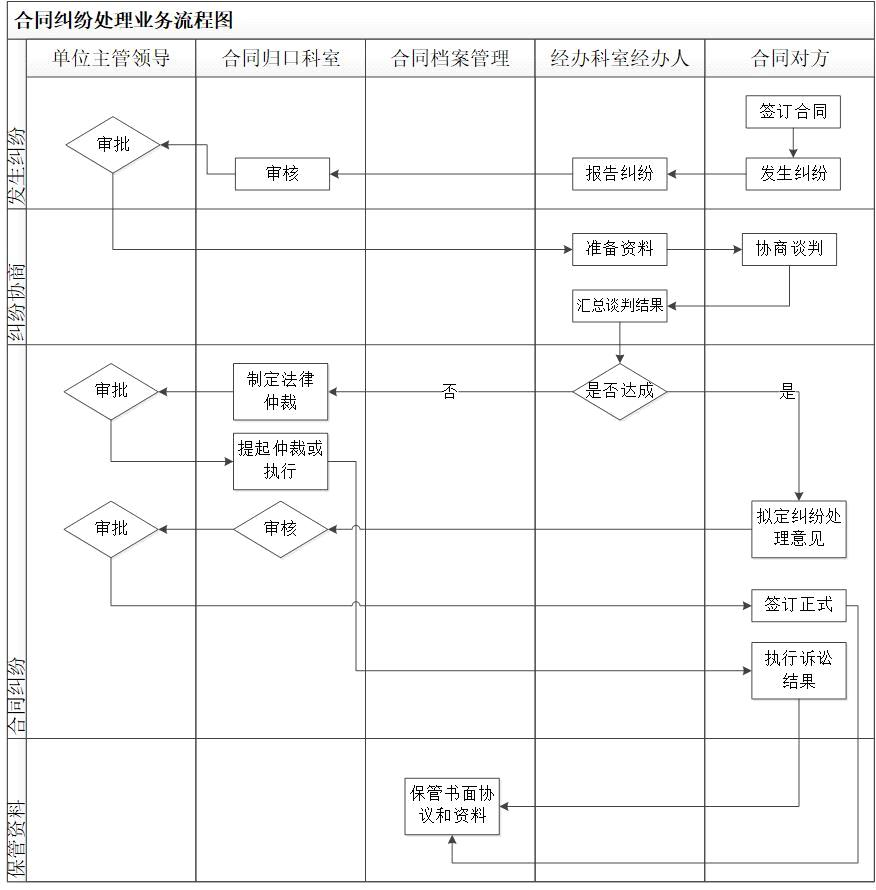 合同纠纷处理业务流程图
单位主管领导
合同归口科室
合同档案管理
经办科室经办人
合同对方
发生纠纷
签订合同
审批
审核
报告纠纷
发生纠纷
纠纷协商
准备资料
协商谈判
汇总谈判结果
合同纠纷
审批
制定法律
仲裁
否
是否达成
是
提起仲裁或
执行
审批
审核
拟定纠纷处
理意见
签订正式
执行诉讼
结果
保管资料
保管书面协
议和资料